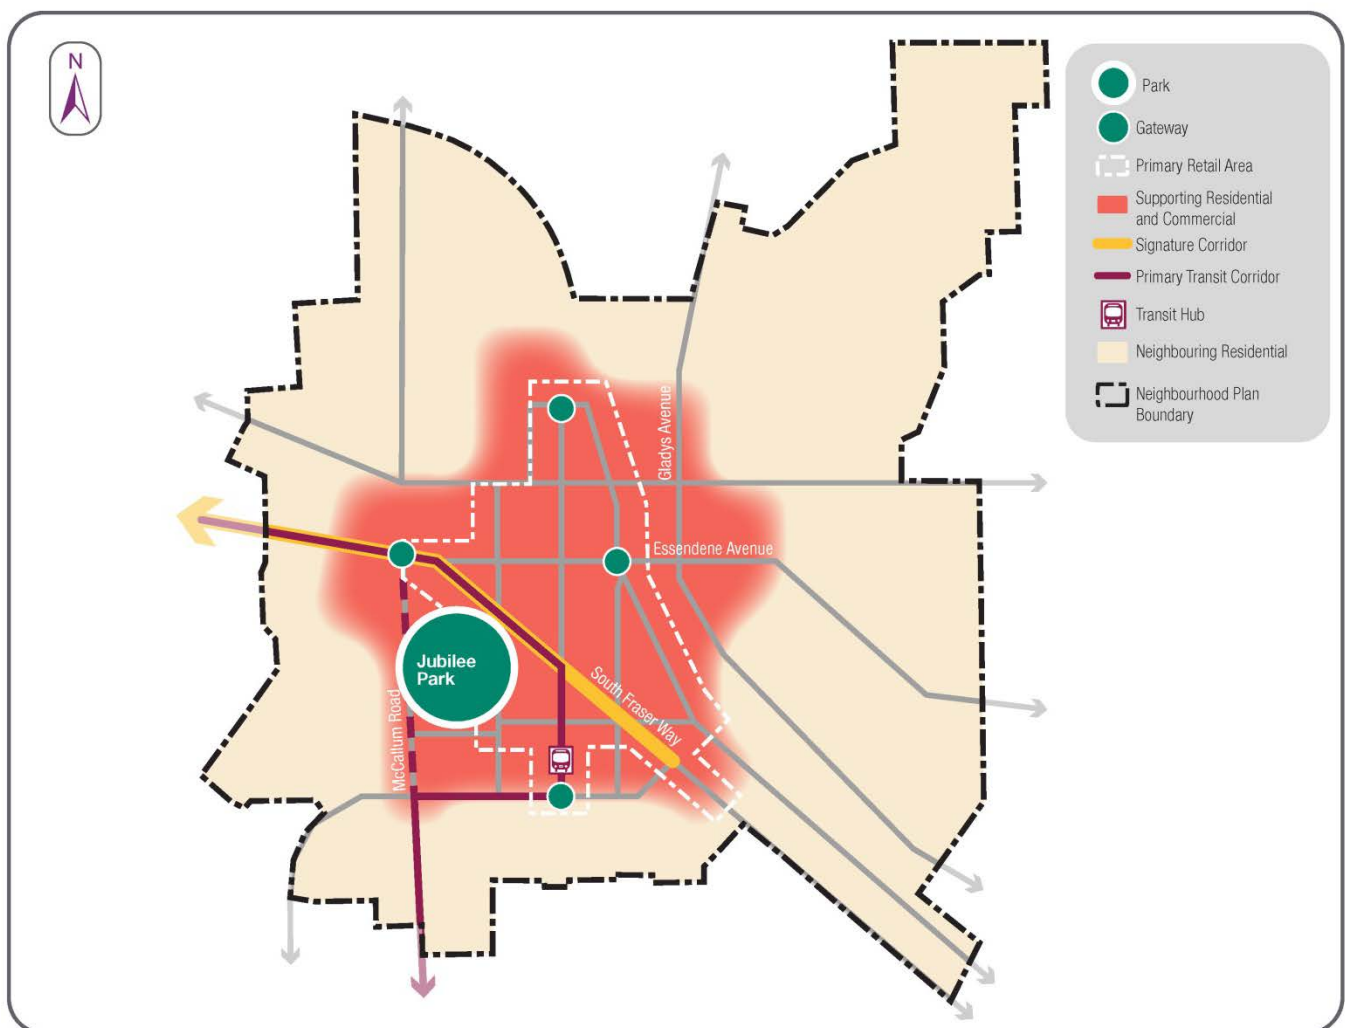 N
Park
Gateway
Primary Retail Area
Supporting Residential
and Commercial
Signature Corridor
Primary Transit Corridor
Transit Hub
Neighbouring Residential
Neighbourhood Plan
Boundary
Gladys Avenue
Essendene Avenue
Jubilee
Park
South Fraser Way
McCallum Road